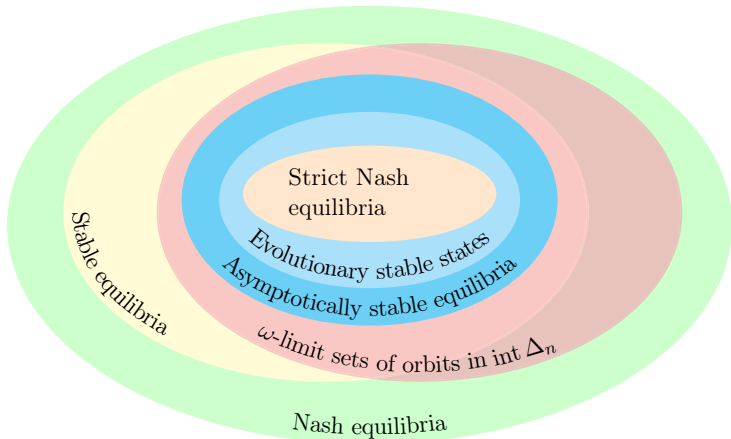 Strict Nash
equilibria
Evolutionary stable states
Asymptotically stable equilibria
Stable equilibria
ω-limit sets of orbits in int Δₙ
Nash equilibria